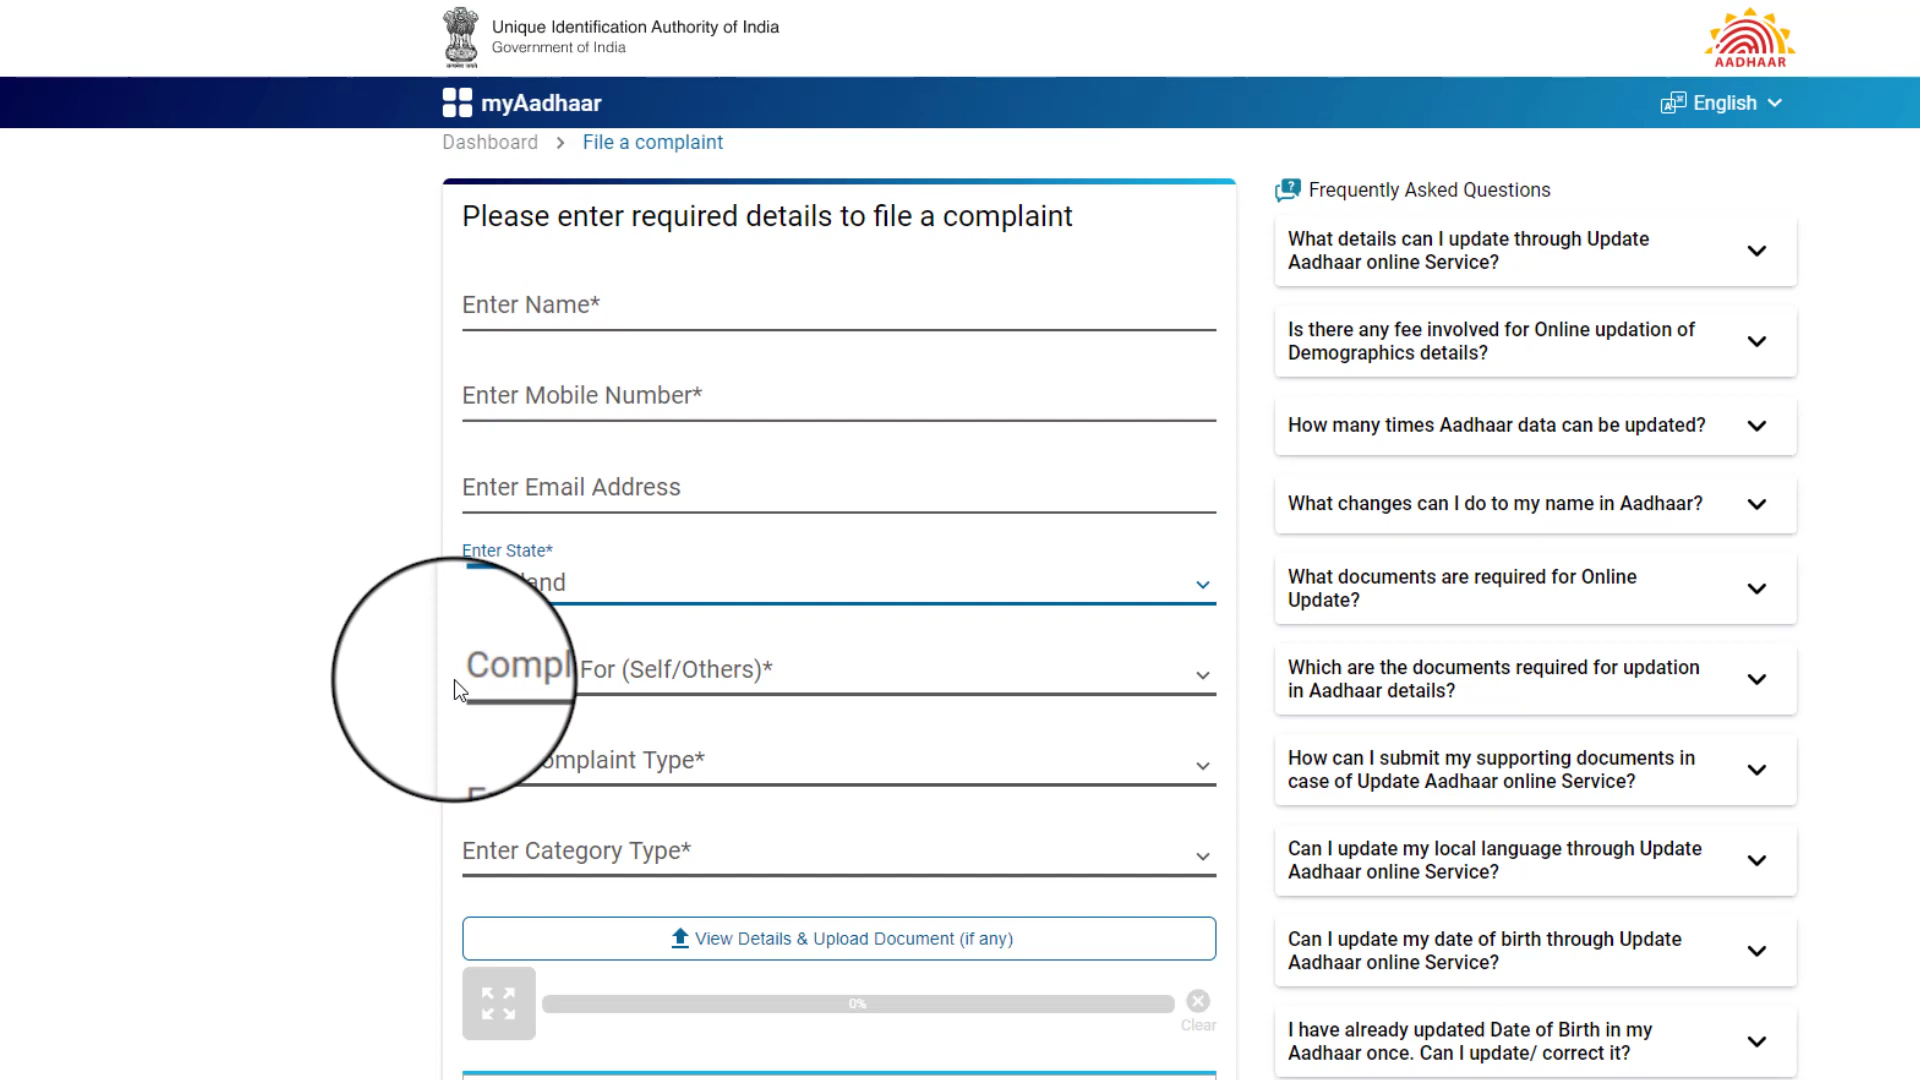 Unique Identification Authority of India
Government of India
AADHAAR
myAadhaar
English
Dashboard > File a complaint
Please enter required details to file a complaint
Enter Name*
Enter Mobile Number*
Enter Email Address
Enter State*
Compl For (Self/Others)*
omplaint Type*
Enter Category Type*
View Details & Upload Document (if any)
0%
Clear
Frequently Asked Questions
What details can I update through Update
Aadhaar online Service?
Is there any fee involved for Online updation of
Demographics details?
How many times Aadhaar data can be updated?
What changes can I do to my name in Aadhaar?
What documents are required for Online
Update?
Which are the documents required for updation
in Aadhaar details?
How can I submit my supporting documents in
case of Update Aadhaar online Service?
Can I update my local language through Update
Aadhaar online Service?
Can I update my date of birth through Update
Aadhaar online Service?
I have already updated Date of Birth in my
Aadhaar once. Can I update/ correct it?